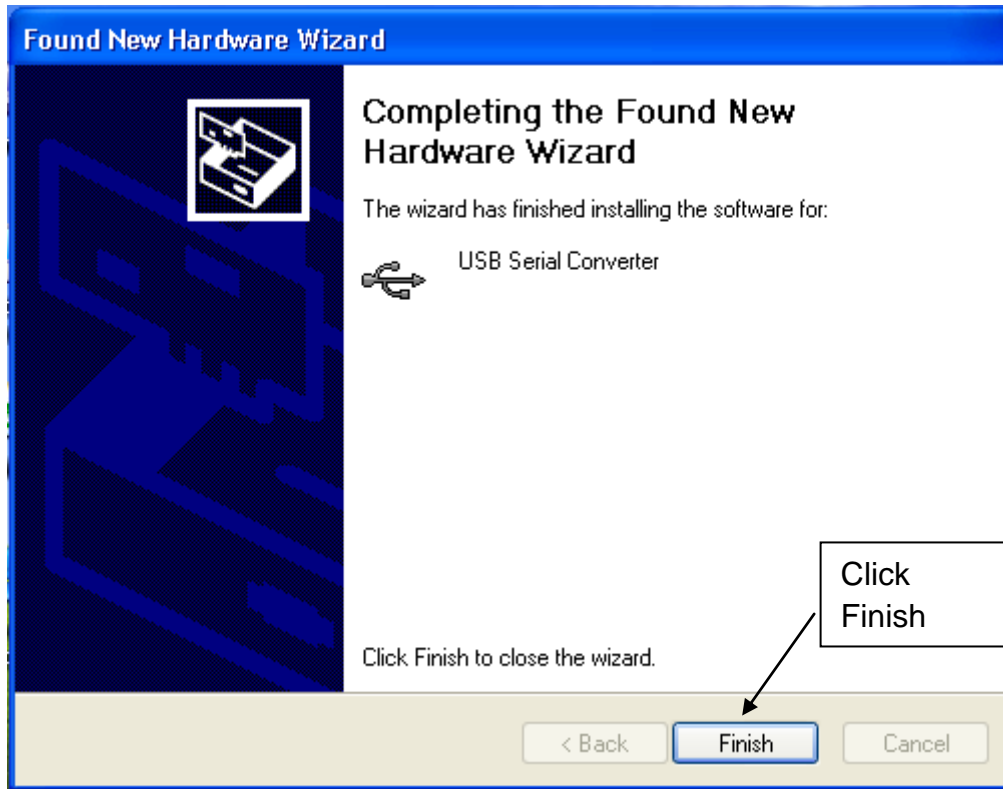 Found New Hardware Wizard
Completing the Found New
Hardware Wizard
The wizard has finished installing the software for:
USB Serial Converter
Click
Finish
Click Finish to close the wizard.
< Back
Finish
Cancel